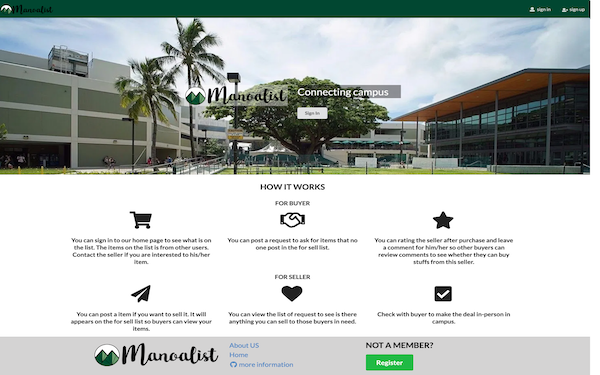 Manoalist
sign in
sign up
Manoalist
Connecting campus
Sign In
HOW IT WORKS
FOR BUYER
You can sign in to our home page to see what is on
the list. The items on the list is from other users.
Contact the seller if you are interested to his/her
item.
You can post a request to ask for items that no
one post in the for sell list.
You can rating the seller after purchase and leave
a comment for him/her so other buyers can
review comments to see whether they can buy
stuffs from this seller.
FOR SELLER
You can post a item if you want to sell it. It will
appears on the for sell list so buyers can view your
items.
You can view the list of request to see is there
anything you can sell to those buyers in need.
Check with buyer to make the deal in-person in
campus.
Manoalist
About US
Home
more information
NOT A MEMBER?
Register